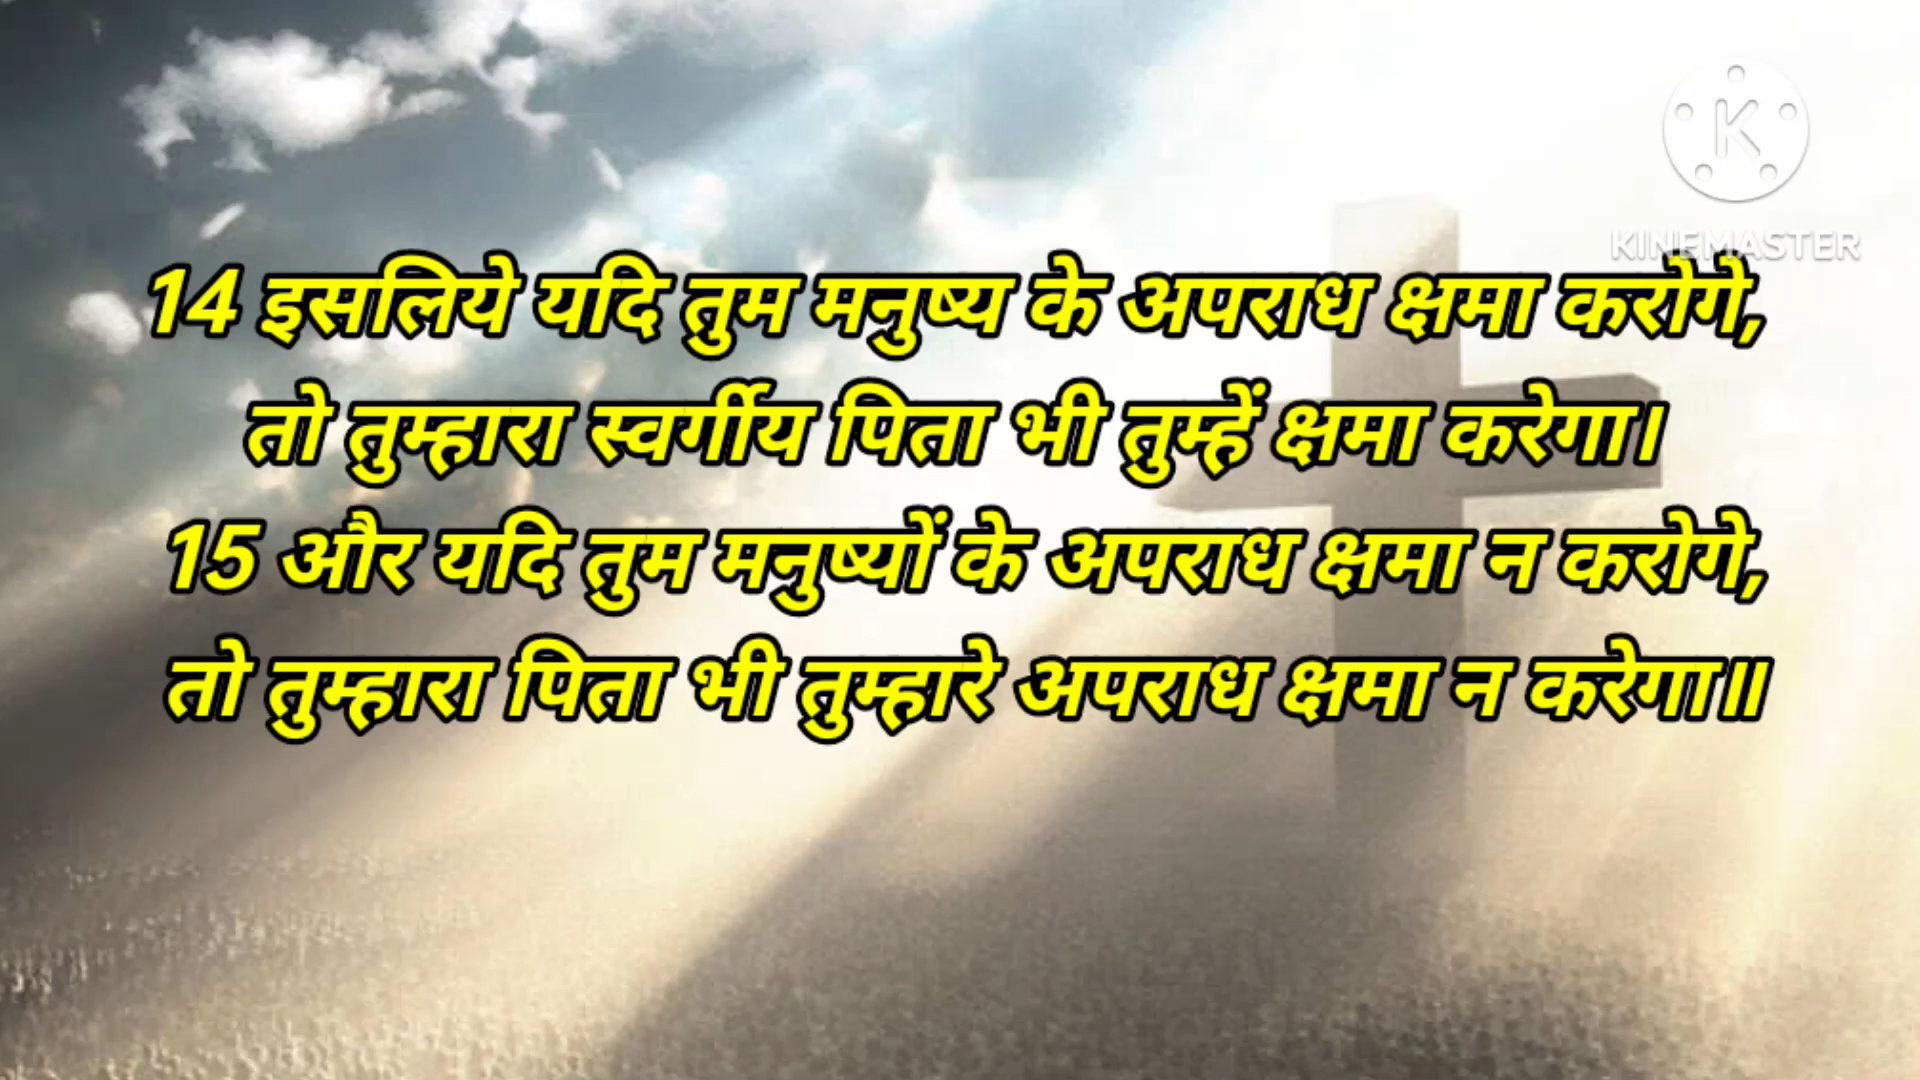 KINEMASTER
14 इसलिये यदि तुम मनुष्य के अपराध क्षमा करोगे,
तो तुम्हारा स्वर्गीय पिता भी तुम्हें क्षमा करेगा।
15 और यदि तुम मनुष्यों के अपराध क्षमा न करोगे,
तो तुम्हारा पिता भी तुम्हारे अपराध क्षमा न करेगा॥